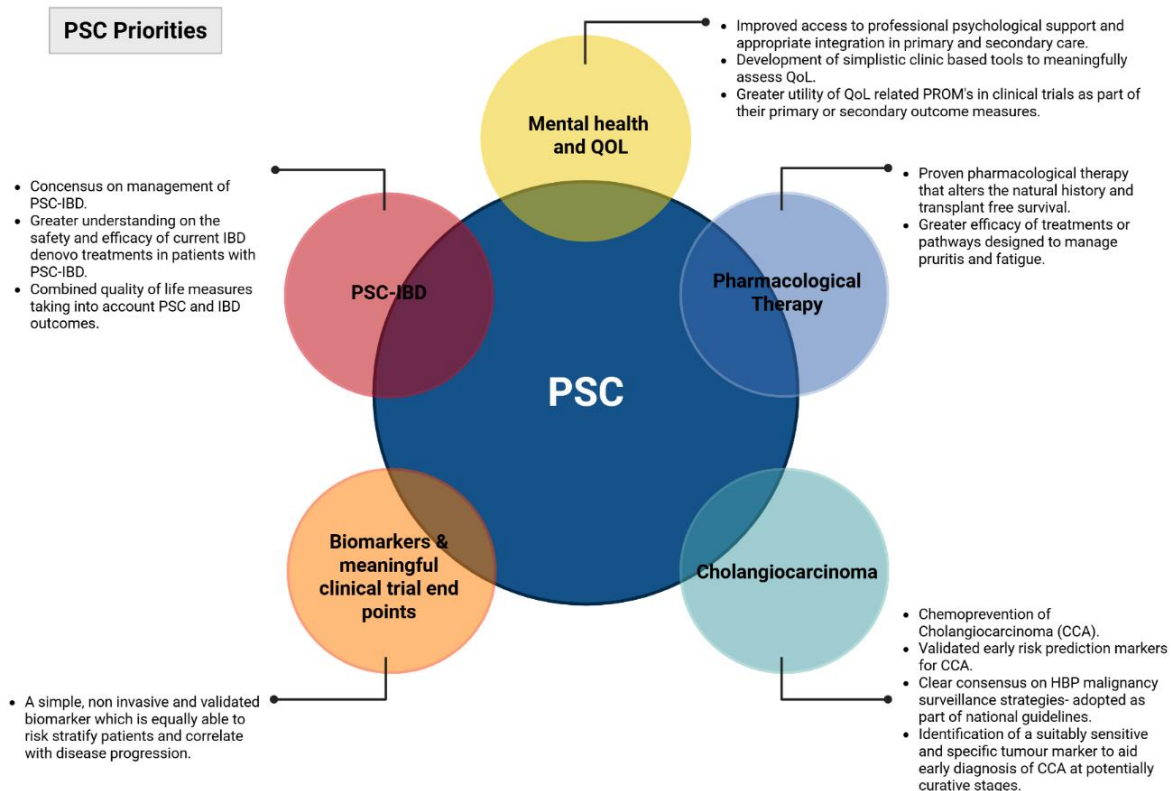 PSC Priorities
Mental health
and QOL
• Improved access to professional psychological support and
appropriate integration in primary and secondary care.
• Development of simplistic clinic based tools to meaningfully
assess QoL.
• Greater utility of QoL related PROM's in clinical trials as part of
their primary or secondary outcome measures.
• Concensus on management of
PSC-IBD.
• Greater understanding on the
safety and efficacy of current IBD
denovo treatments in patients with
PSC-IBD.
• Combined quality of life measures
taking into account PSC and IBD
outcomes.
PSC-IBD
Pharmacological
Therapy
• Proven pharmacological therapy
that alters the natural history and
transplant free survival.
• Greater efficacy of treatments or
pathways designed to manage
pruritis and fatigue.
PSC
Biomarkers &
meaningful
clinical trial end
points
• A simple, non invasive and validated
biomarker which is equally able to
risk stratify patients and correlate
with disease progression.
Cholangiocarcinoma
• Chemoprevention of
Cholangiocarcinoma (CCA).
• Validated early risk prediction markers
for CCA.
• Clear consensus on HBP malignancy
surveillance strategies- adopted as
part of national guidelines.
• Identification of a suitably sensitive
and specific tumour marker to aid
early diagnosis of CCA at potentially
curative stages.